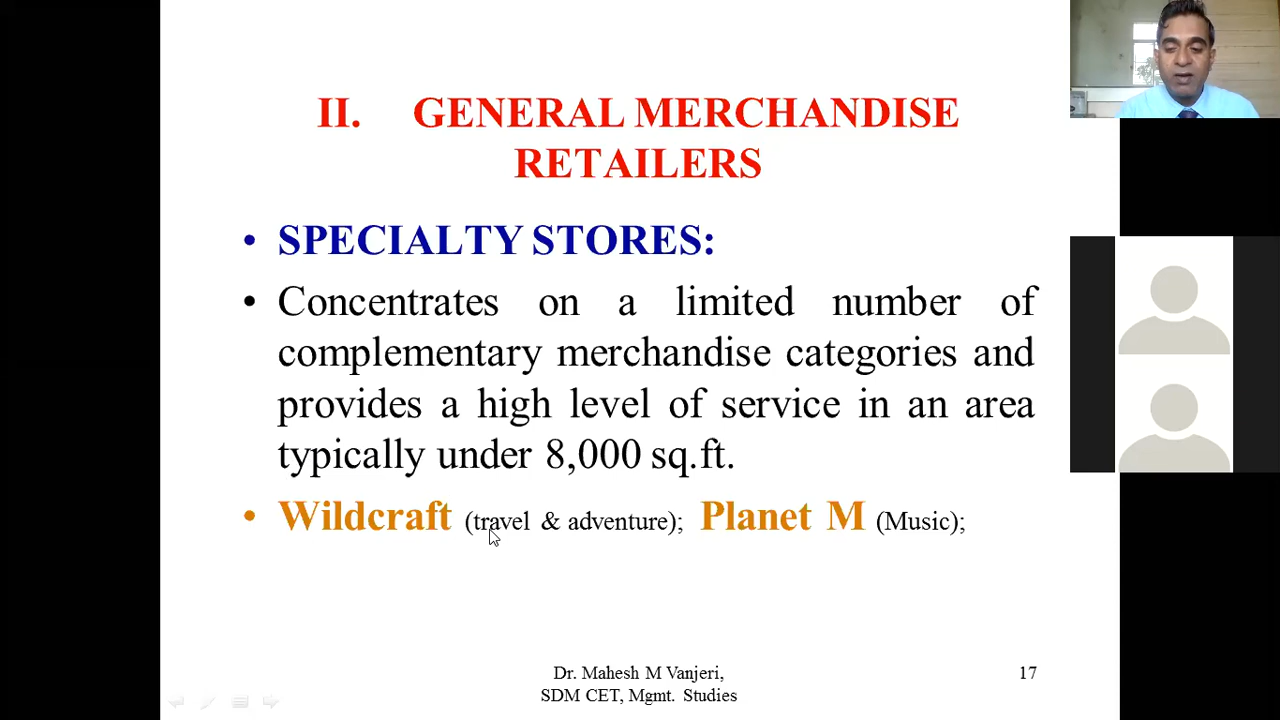 II. GENERAL MERCHANDISE
RETAILERS
• SPECIALTY STORES:
• Concentrates on a limited number of
complementary merchandise categories and
provides a high level of service in an area
typically under 8,000 sq.ft.
• Wildcraft (travel & adventure); Planet M (Music);
Dr. Mahesh M Vanjeri,
SDM CET, Mgmt. Studies
17